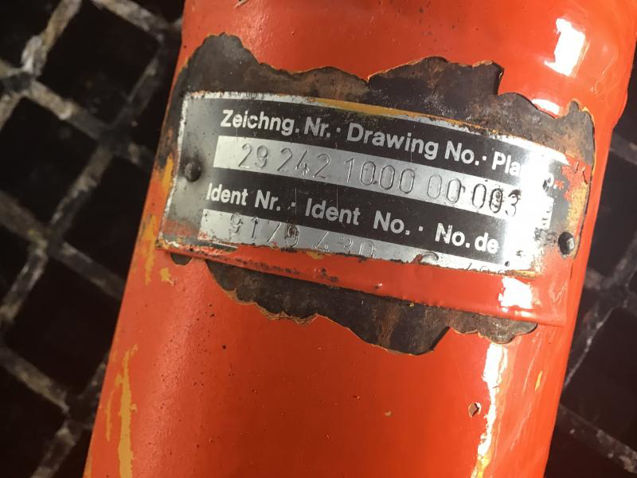 Zeichng. Nr. · Drawing No. · Pla
29 242 1000 00 003
Ident Nr. · Ident No. · No. de